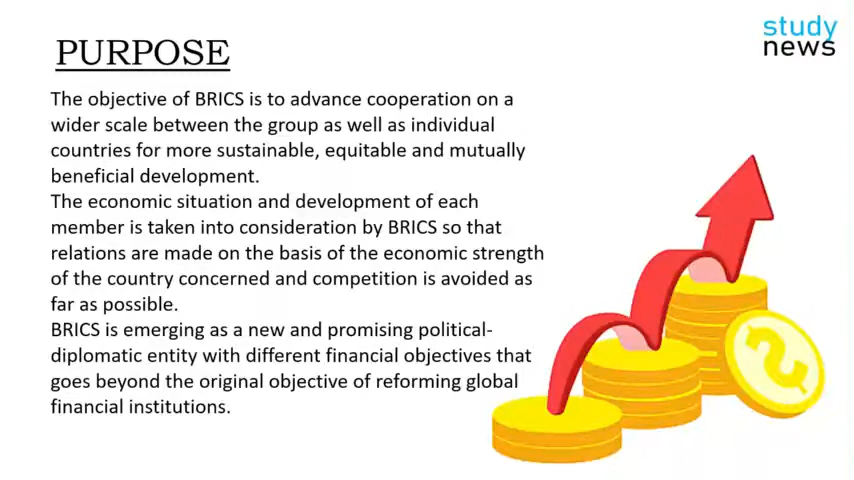 study
news
PURPOSE
The objective of BRICS is to advance cooperation on a
wider scale between the group as well as individual
countries for more sustainable, equitable and mutually
beneficial development.
The economic situation and development of each
member is taken into consideration by BRICS so that
relations are made on the basis of the economic strength
of the country concerned and competition is avoided as
far as possible.
BRICS is emerging as a new and promising political-
diplomatic entity with different financial objectives that
goes beyond the original objective of reforming global
financial institutions.